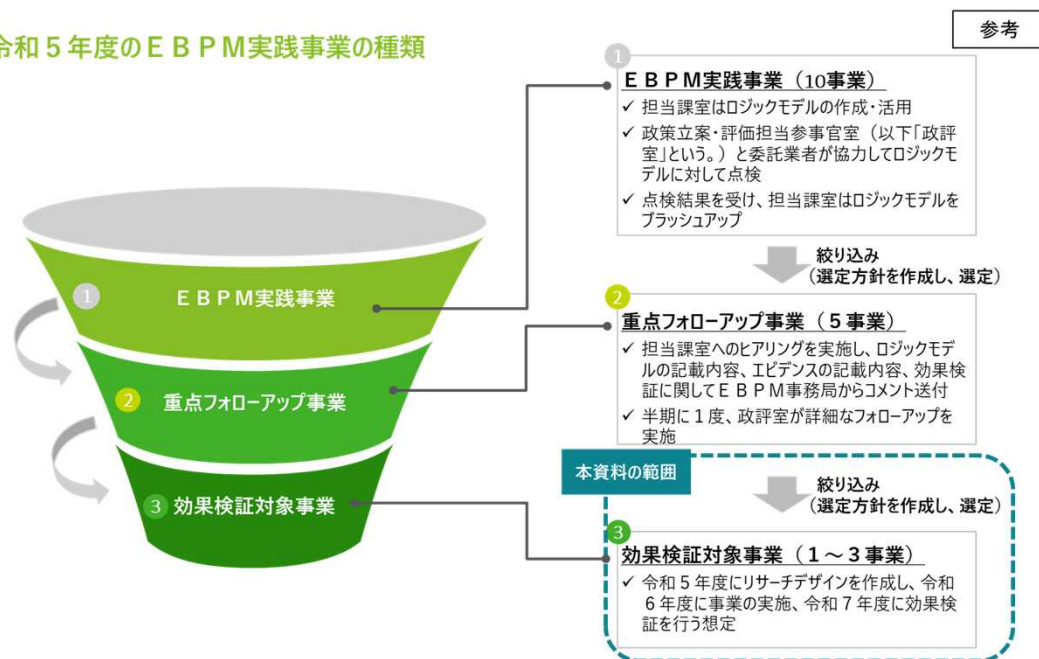 令和５年度のＥＢＰＭ実践事業の種類
参考
1
ＥＢＰＭ実践事業（10事業）
✓ 担当課室はロジックモデルの作成・活用
✓ 政策立案・評価担当参事官室（以下「政評
室」という。）と委託業者が協力してロジックモ
デルに対して点検
✓ 点検結果を受け、担当課室はロジックモデルを
ブラッシュアップ
絞り込み
（選定方針を作成し、選定）
2
重点フォローアップ事業（５事業）
✓ 担当課室へのヒアリングを実施し、ロジックモデ
ルの記載内容、エビデンスの記載内容、効果検
証に関してＥＢＰＭ事務局からコメント送付
✓ 半期に１度、政評室が詳細なフォローアップを
実施
本資料の範囲
絞り込み
（選定方針を作成し、選定）
3
効果検証対象事業（１～３事業）
✓ 令和５年度にリサーチデザインを作成し、令和
６年度に事業の実施、令和７年度に効果検
証を行う想定
1 ＥＢＰＭ実践事業
2 重点フォローアップ事業
3 効果検証対象事業